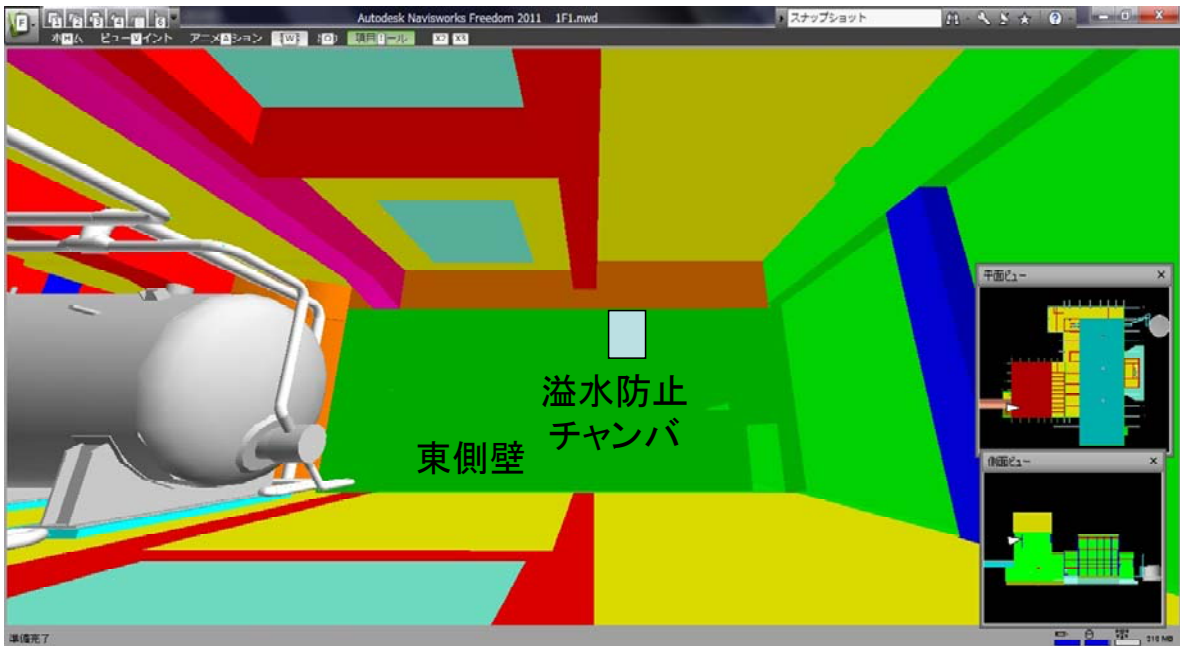 Autodesk Navisworks Freedom 2011 1F1.nwd
スナップショット
平面ビュー
溢水防止
チャンバ
東側壁
側面ビュー
準備完了